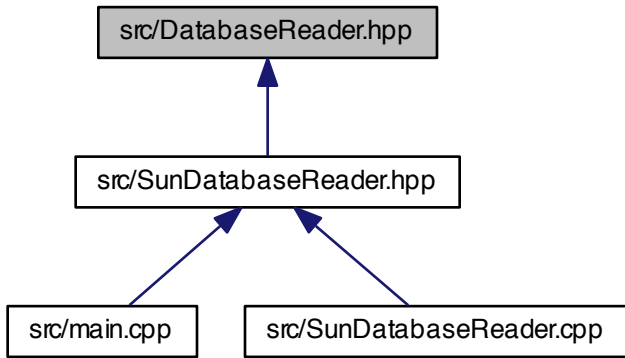 src/DatabaseReader.hpp
src/SunDatabaseReader.hpp
src/main.cpp
src/SunDatabaseReader.cpp